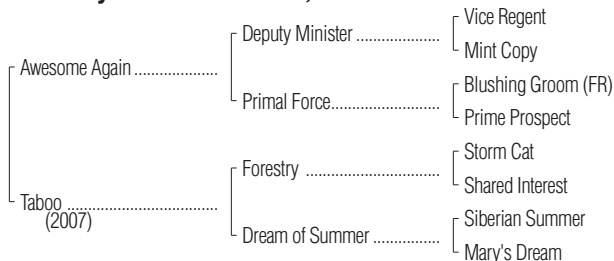 Vice Regent
Deputy Minister ....................
Mint Copy
Awesome Again ....................
Blushing Groom (FR)
Primal Force..........................
Prime Prospect
Storm Cat
Forestry ................................
Shared Interest
Taboo ......................................
(2007)
Siberian Summer
Dream of Summer ................
Mary's Dream